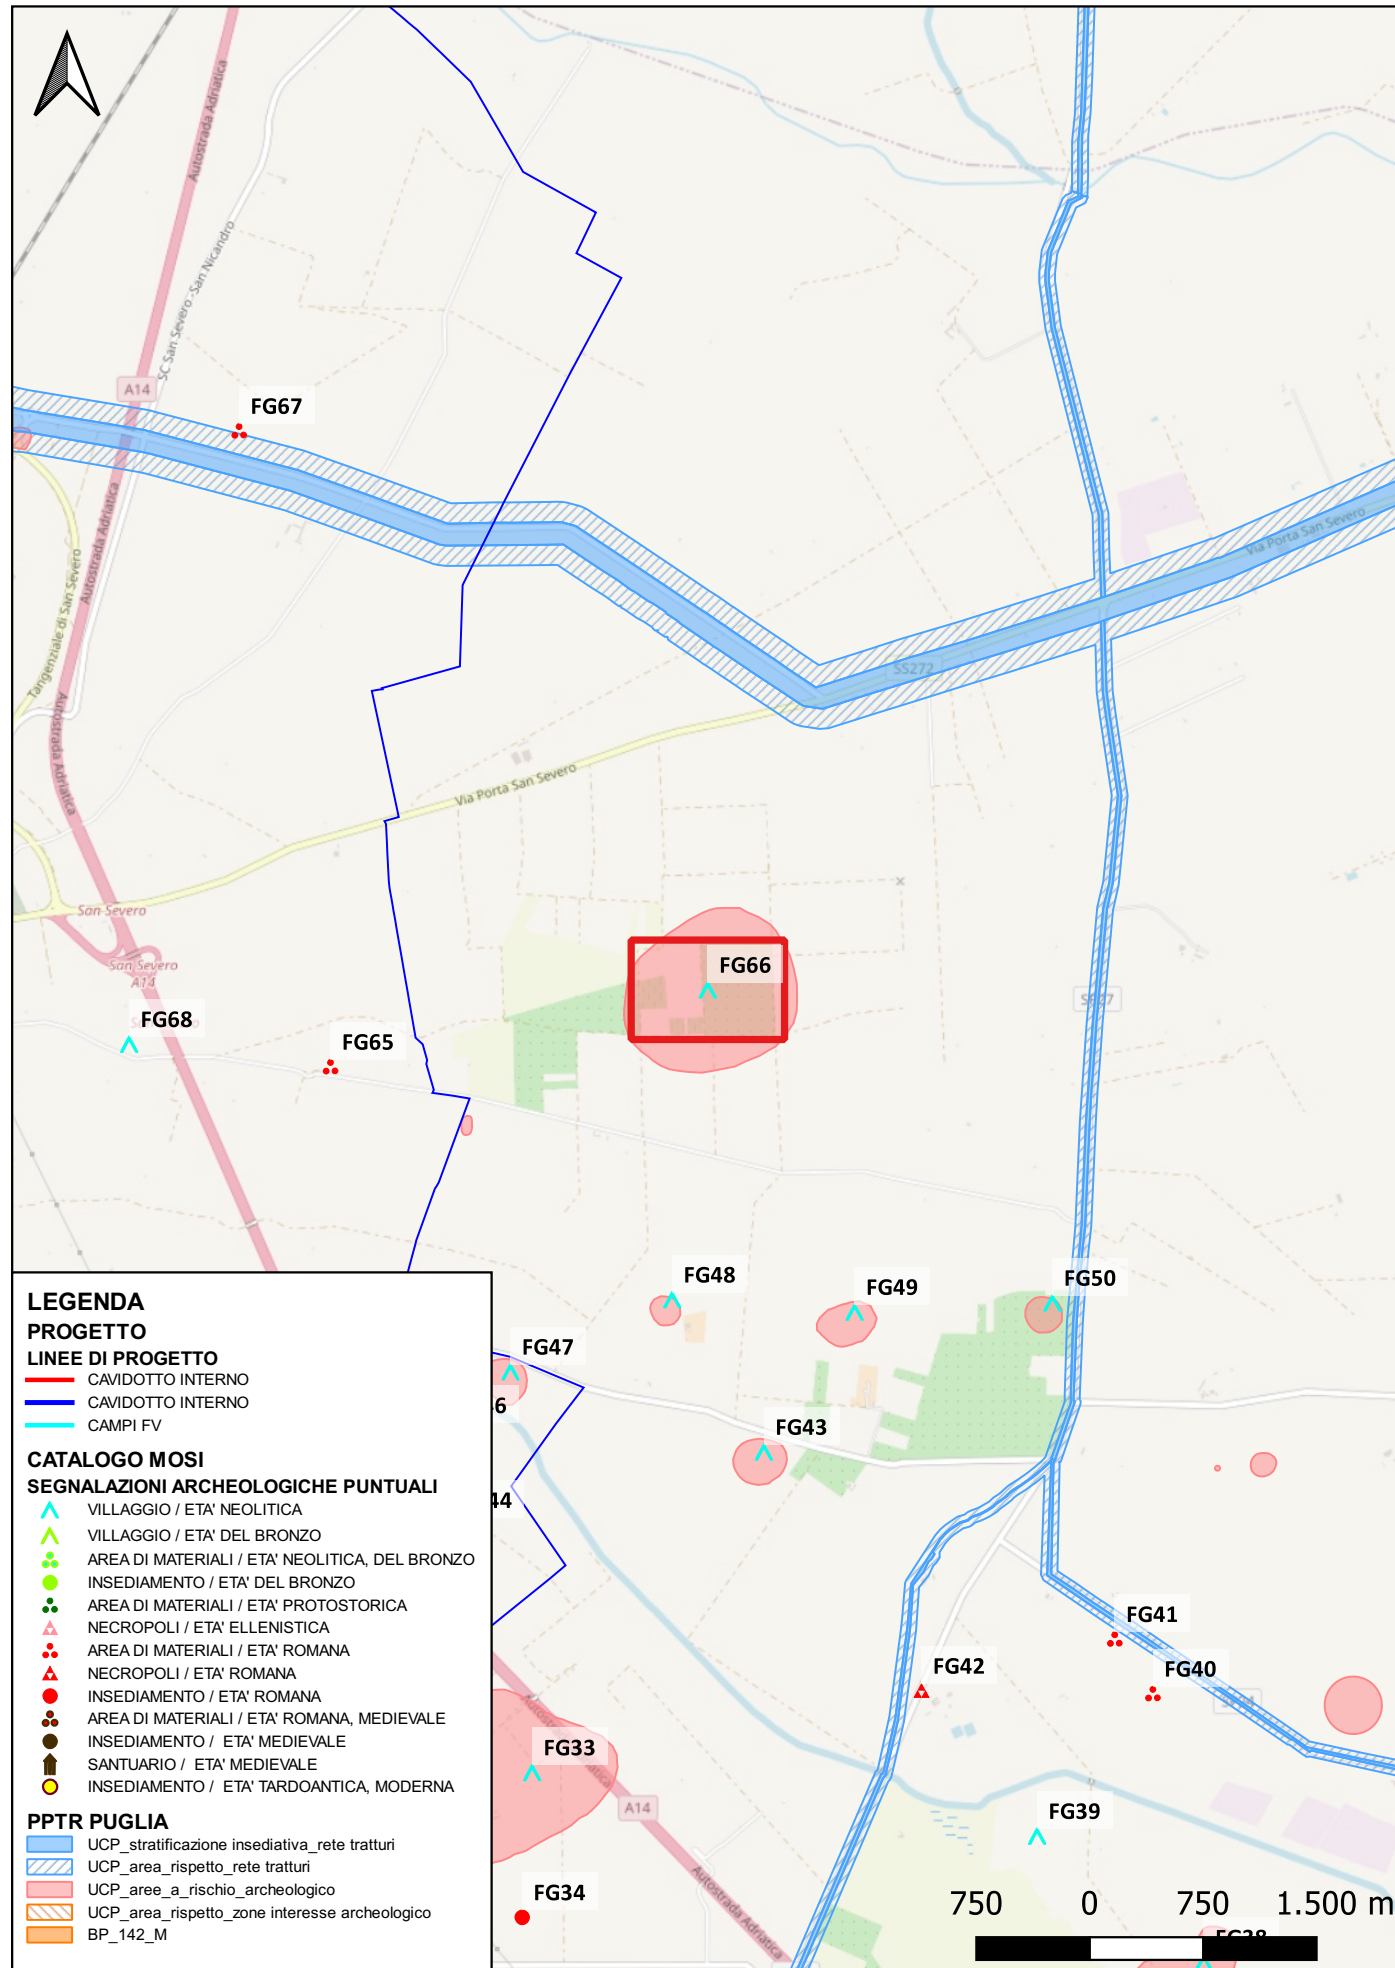 Autostrada Adriatica
SC San Severo -San Nicandro
A14
FG67
Autostrada Adriatica
Tangenziale di San Severo
Autostrada Adriatica
Via Porta San Severo
SS272
Via Porta San Severo
San Severo
San Severo
A14
FG66
FG68
FG65
FG48
FG49
FG50
FG47
46
FG43
44
FG41
FG40
FG42
Autostrada Adriatica
FG33
A14
FG39
FG34
Autostrada Adriatica
FG38
750 0 750 1.500 m
LEGENDA
PROGETTO
LINEE DI PROGETTO
CAVIDOTTO INTERNO
CAVIDOTTO INTERNO
CAMPI FV
CATALOGO MOSI
SEGNALAZIONI ARCHEOLOGICHE PUNTUALI
VILLAGGIO / ETA' NEOLITICA
VILLAGGIO / ETA' DEL BRONZO
AREA DI MATERIALI / ETA' NEOLITICA, DEL BRONZO
INSEDIAMENTO / ETA' DEL BRONZO
AREA DI MATERIALI / ETA' PROTOSTORICA
NECROPOLI / ETA' ELLENISTICA
AREA DI MATERIALI / ETA' ROMANA
NECROPOLI / ETA' ROMANA
INSEDIAMENTO / ETA' ROMANA
AREA DI MATERIALI / ETA' ROMANA, MEDIEVALE
INSEDIAMENTO / ETA' MEDIEVALE
SANTUARIO / ETA' MEDIEVALE
INSEDIAMENTO / ETA' TARDOANTICA, MODERNA
PPTR PUGLIA
UCP_stratificazione insediativa_rete tratturi
UCP_area_rispetto_rete tratturi
UCP_aree_a_rischio_archeologico
UCP_area_rispetto_zone interesse archeologico
BP_142_M